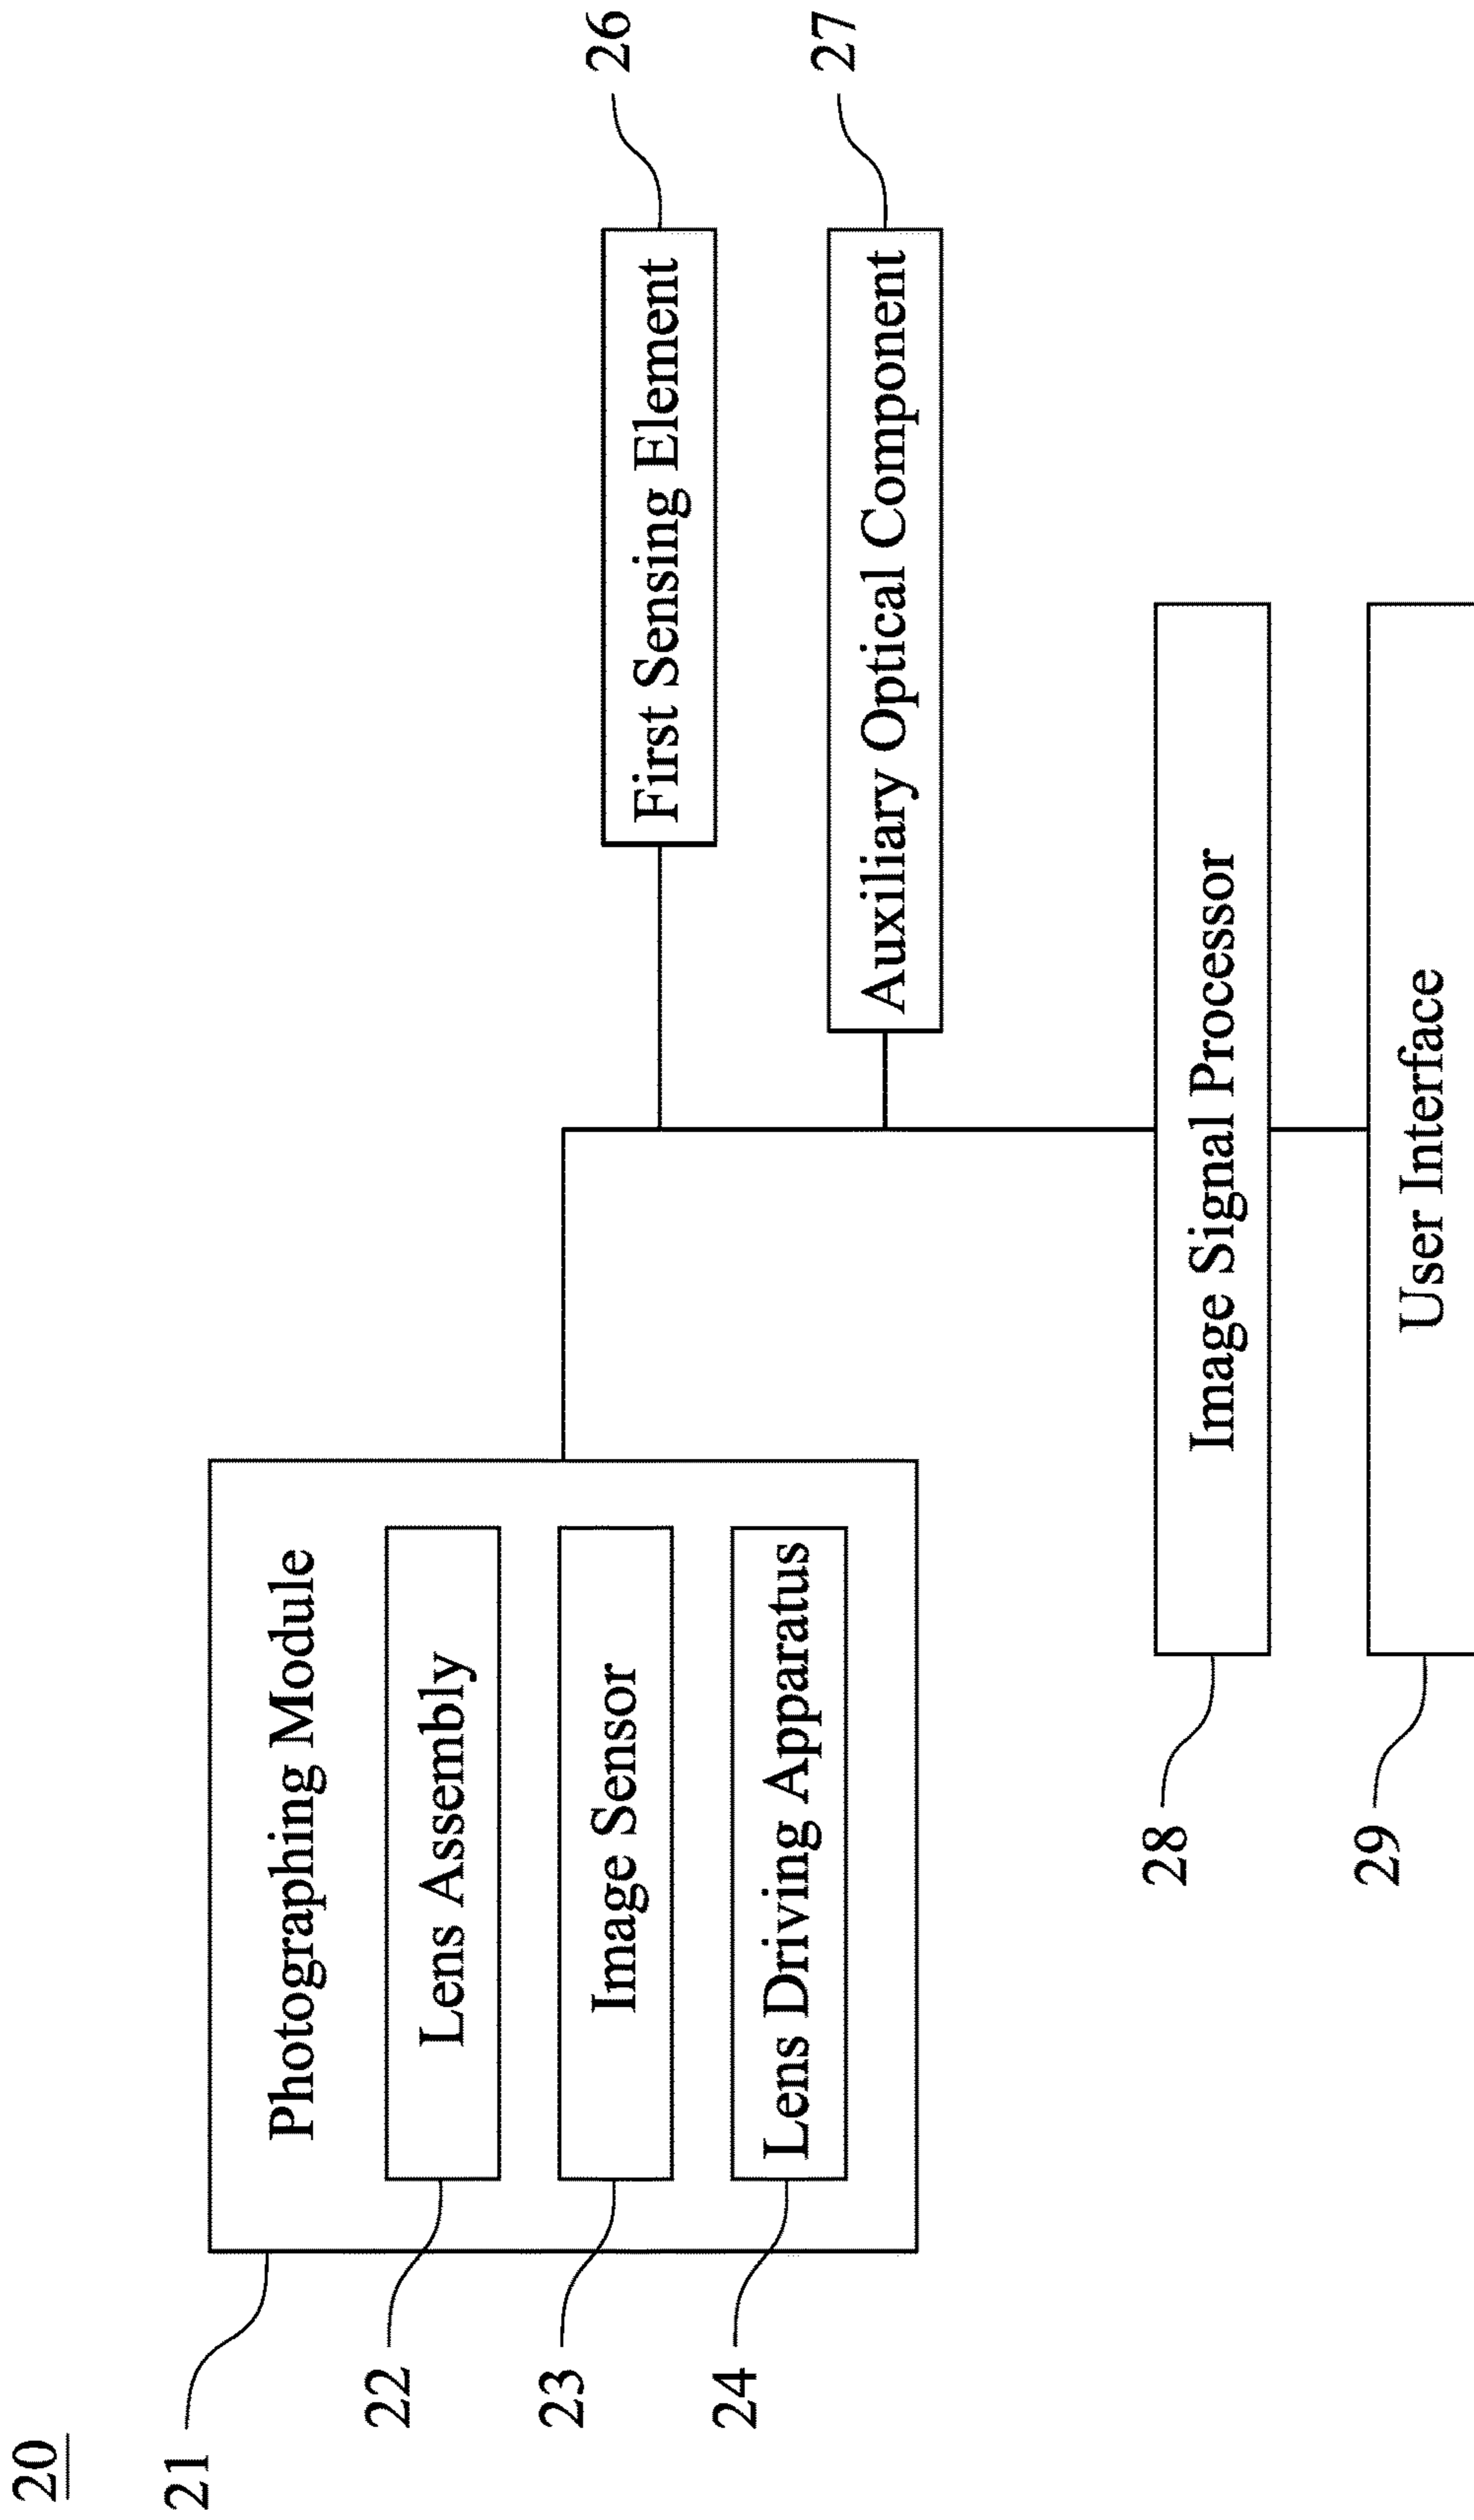 20
21
Photographing Module
22
Lens Assembly
23
Image Sensor
24
Lens Driving Apparatus
First Sensing Element
26
Auxiliary Optical Component
27
28
Image Signal Processor
29
User Interface